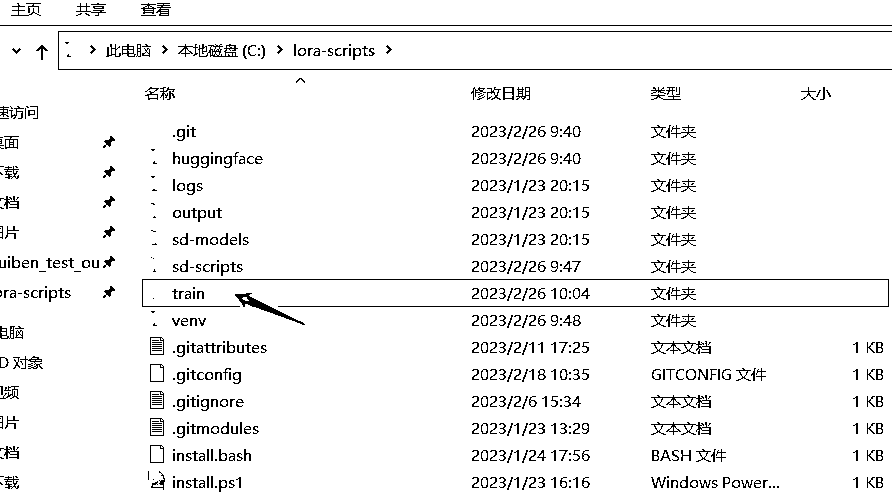 主页 共享 查看
此电脑 本地磁盘 (C:) lora-scripts
名称 修改日期 类型 大小
速访问
.git 2023/2/26 9:40 文件夹
桌面 huggingface 2023/2/26 9:40 文件夹
下载 logs 2023/1/23 20:15 文件夹
文档 output 2023/1/23 20:15 文件夹
图片 sd-models 2023/1/23 20:15 文件夹
uiben_test_ou sd-scripts 2023/2/26 9:47 文件夹
ora-scripts train 2023/2/26 10:04 文件夹
电脑 venv 2023/2/26 9:48 文件夹
D 对象 .gitattributes 2023/2/11 17:25 文本文档 1 KB
视频 .gitconfig 2023/2/18 10:35 GITCONFIG 文件 1 KB
图片 .gitignore 2023/2/6 15:34 文本文档 1 KB
.gitmodules 2023/1/23 13:29 文本文档 1 KB
文档 install.bash 2023/1/24 17:56 BASH 文件 1 KB
下载 install.ps1 2023/1/23 16:16 Windows Power... 1 KB